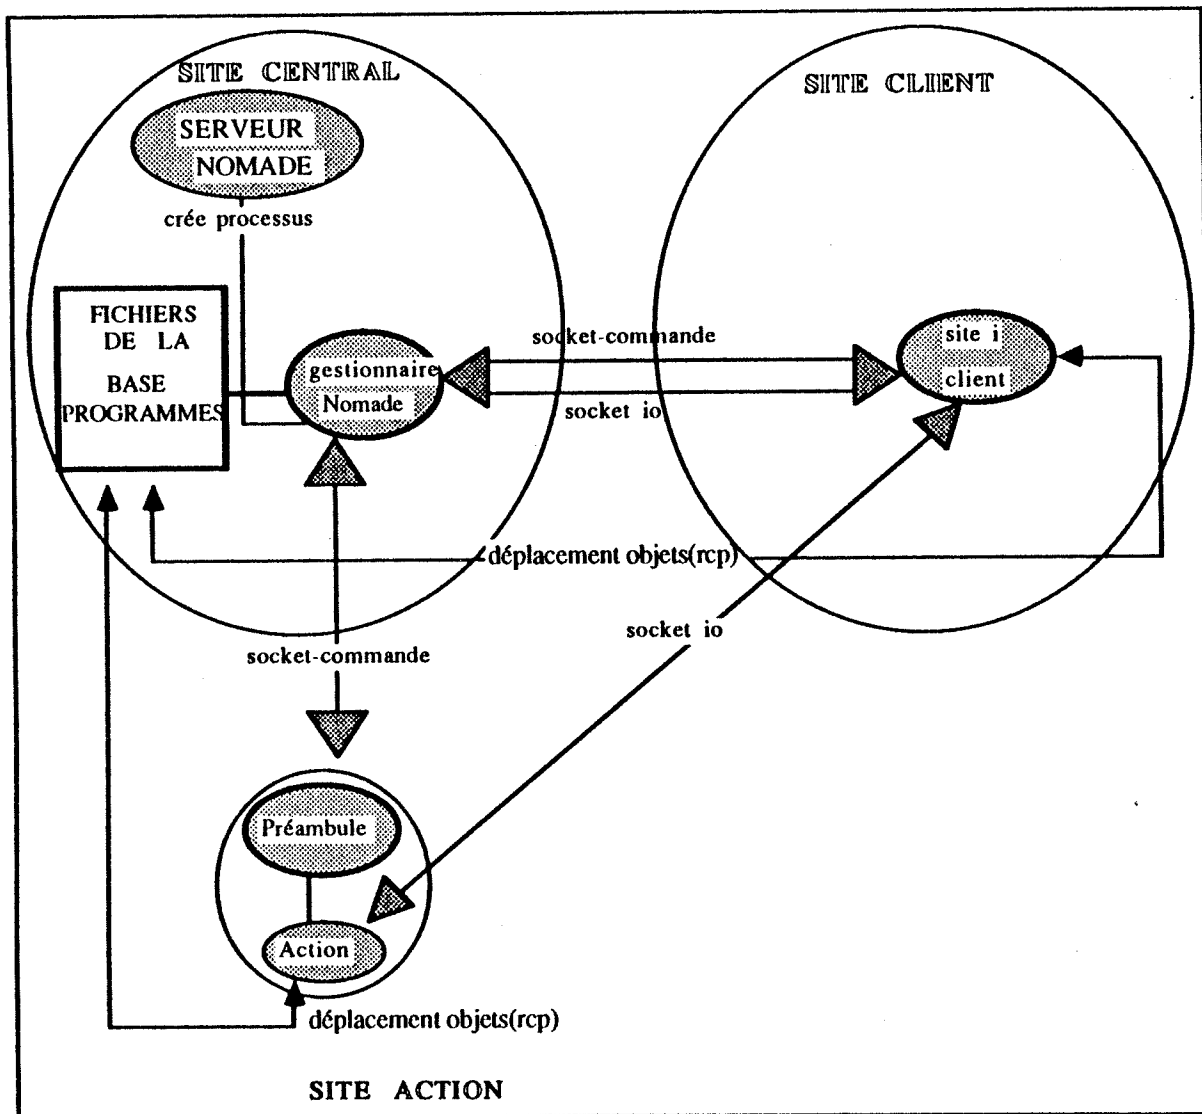 SITE CENTRAL
SITE CLIENT
SERVEUR
NOMADE
crée processus
FICHIERS
DE LA
BASE
PROGRAMMES
gestionnaire
Nomade
socket-commande
socket io
site i
client
déplacement objets(rcp)
socket io
socket-commande
Préambule
Action
déplacement objets(rcp)
SITE ACTION